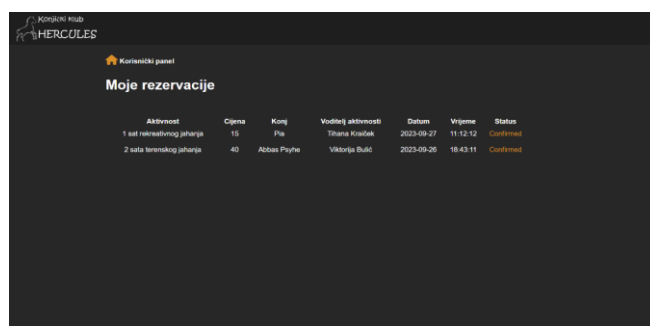 Konjički klub
HERCULES
Korisnički panel
Moje rezervacije
Aktivnost Cijena Konj Voditelj aktivnosti Datum Vrijeme Status
1 sat rekreativnog jahanja 15 Pia Tihana Kraiček 2023-09-27 11:12:12 Confirmed
2 sata terenskog jahanja 40 Abbas Psyhe Viktorija Bulić 2023-09-26 18:43:11 Confirmed